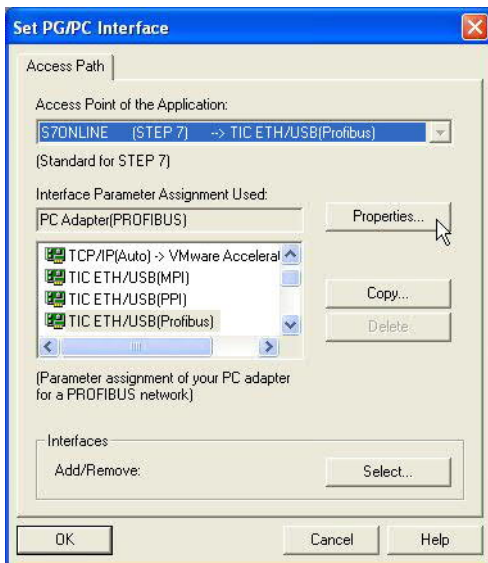 Set PG/PC Interface
Access Path
Access Point of the Application:
S7ONLINE (STEP 7) --> TIC ETH/USB(Profibus)
(Standard for STEP 7)
Interface Parameter Assignment Used:
PC Adapter(PROFIBUS)
Properties...
TCP/IP(Auto) -> VMware Accelerat
TIC ETH/USB(MPI)
TIC ETH/USB(PPI)
TIC ETH/USB(Profibus)
Copy...
Delete
(Parameter assignment of your PC adapter
for a PROFIBUS network)
Interfaces
Add/Remove:
Select...
OK
Cancel
Help